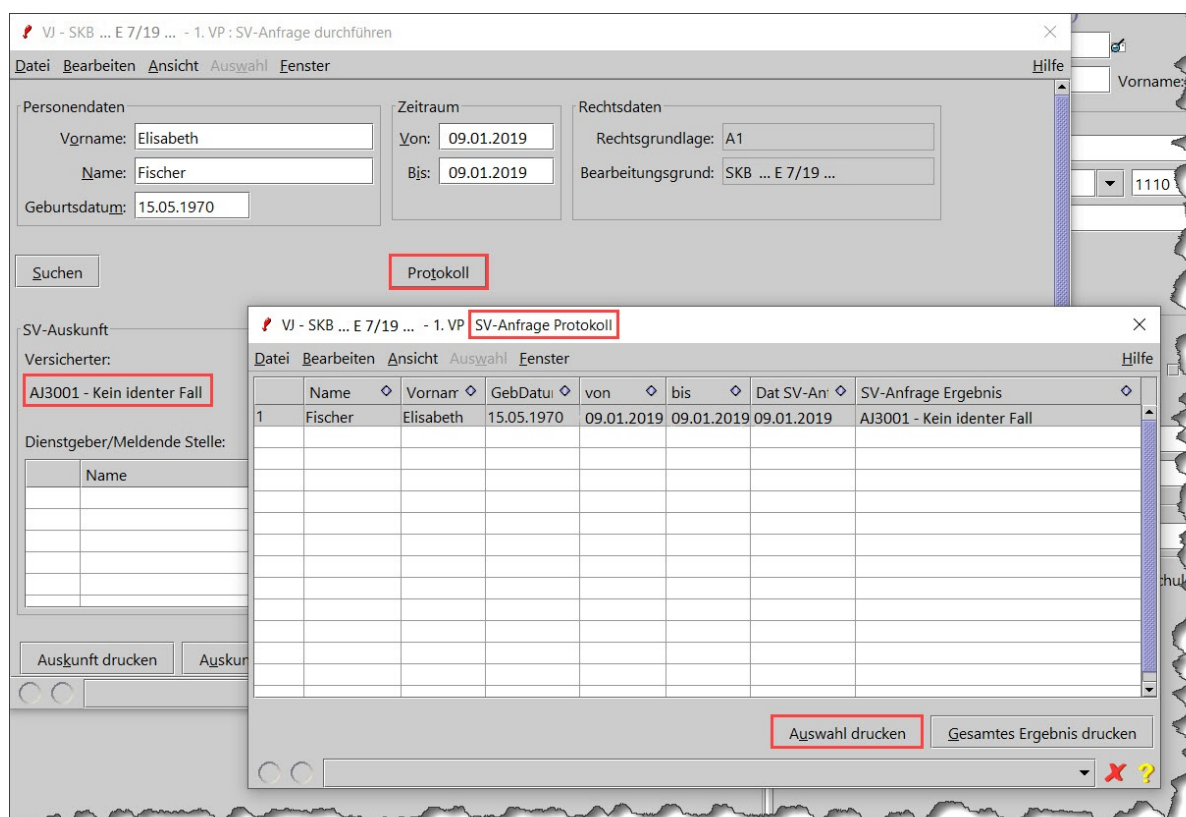 VJ - SKB ... E 7/19 ... - 1. VP : SV-Anfrage durchführen
Datei Bearbeiten Ansicht Auswahl Fenster Hilfe
Personendaten Zeitraum Rechtsdaten
Vorname: Elisabeth Von: 09.01.2019 Rechtsgrundlage: A1
Name: Fischer Bis: 09.01.2019 Bearbeitungsgrund: SKB ... E 7/19 ...
Geburtsdatum: 15.05.1970
Vorname:
1110
Suchen Protokoll
SV-Auskunft
Versicherter:
AJ3001 - Kein identer Fall
Dienstgeber/Meldende Stelle:
Name
Auskunft drucken Auskun
VJ - SKB ... E 7/19 ... - 1. VP SV-Anfrage Protokoll
Datei Bearbeiten Ansicht Auswahl Fenster Hilfe
Name Vornam GebDatu von bis Dat SV-An SV-Anfrage Ergebnis
1 Fischer Elisabeth 15.05.1970 09.01.2019 09.01.2019 09.01.2019 AJ3001 - Kein identer Fall
Auswahl drucken Gesamtes Ergebnis drucken